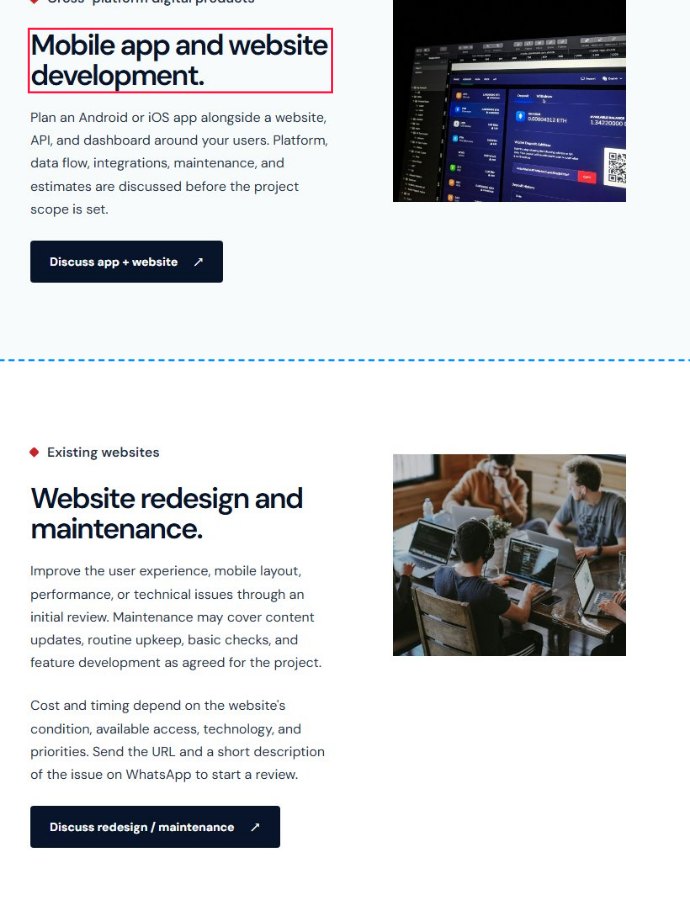 Cross-platform digital products
Mobile app and website
development.
Plan an Android or iOS app alongside a website,
API, and dashboard around your users. Platform,
data flow, integrations, maintenance, and
estimates are discussed before the project
scope is set.
Discuss app + website ↗
Existing websites
Website redesign and
maintenance.
Improve the user experience, mobile layout,
performance, or technical issues through an
initial review. Maintenance may cover content
updates, routine upkeep, basic checks, and
feature development as agreed for the project.
Cost and timing depend on the website's
condition, available access, technology, and
priorities. Send the URL and a short description
of the issue on WhatsApp to start a review.
Discuss redesign / maintenance ↗